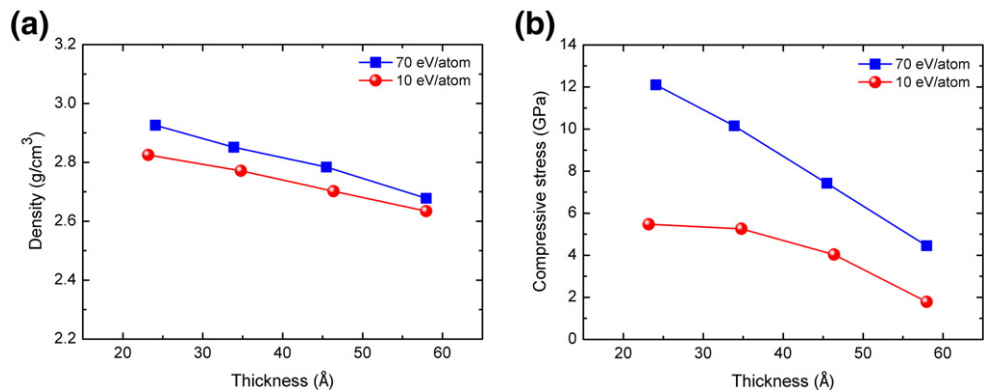 (a)
3.2
3.0
2.8
2.6
2.4
2.2
Density (g/cm³)
20 30 40 50 60
Thickness (Å)
70 eV/atom
10 eV/atom
(b)
14
12
10
8
6
4
2
0
Compressive stress (GPa)
20 30 40 50 60
Thickness (Å)
70 eV/atom
10 eV/atom